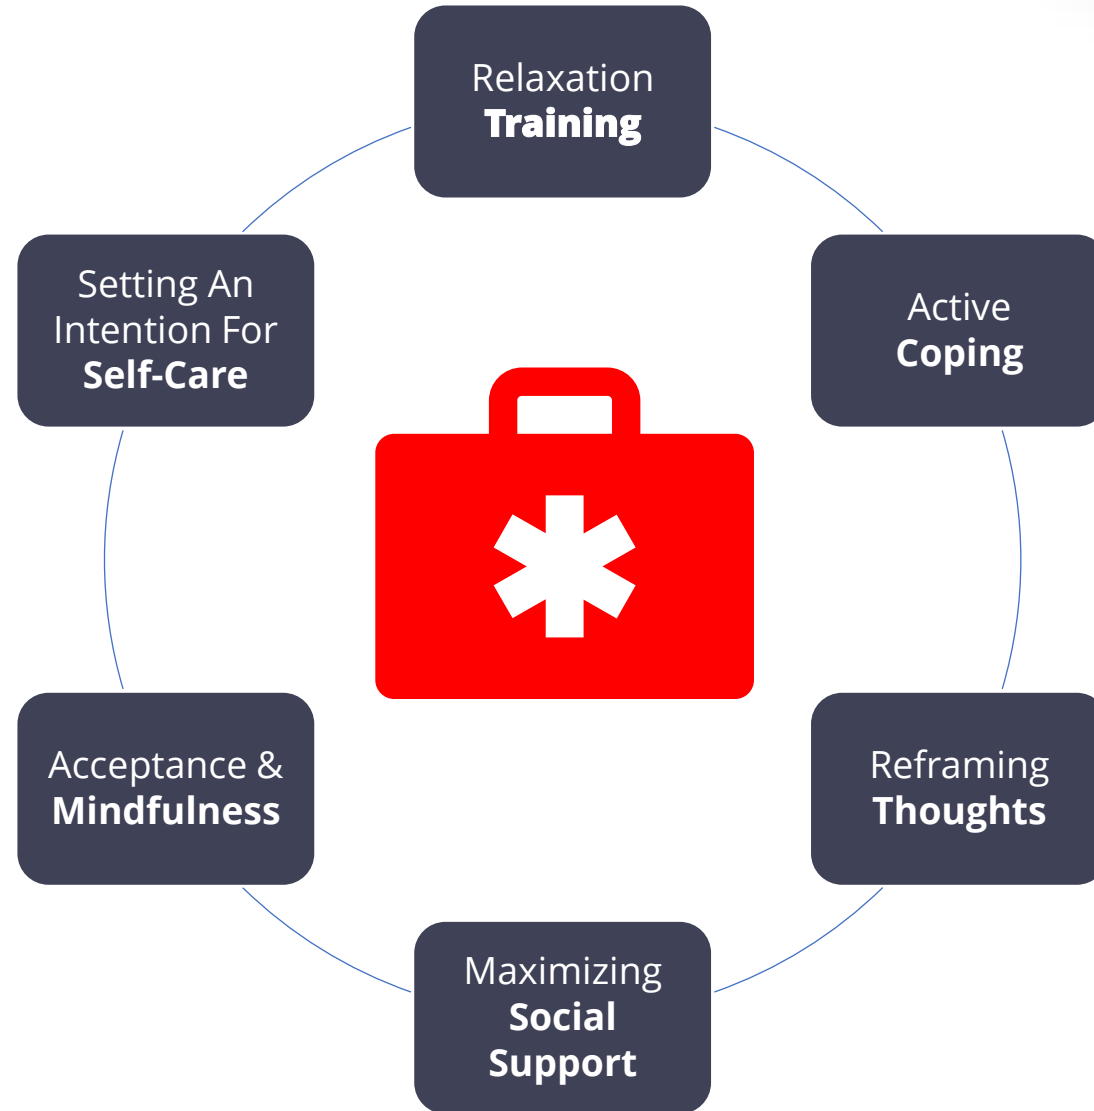 Relaxation
Training
Active
Coping
Reframing
Thoughts
Maximizing
Social
Support
Acceptance &
Mindfulness
Setting An
Intention For
Self-Care